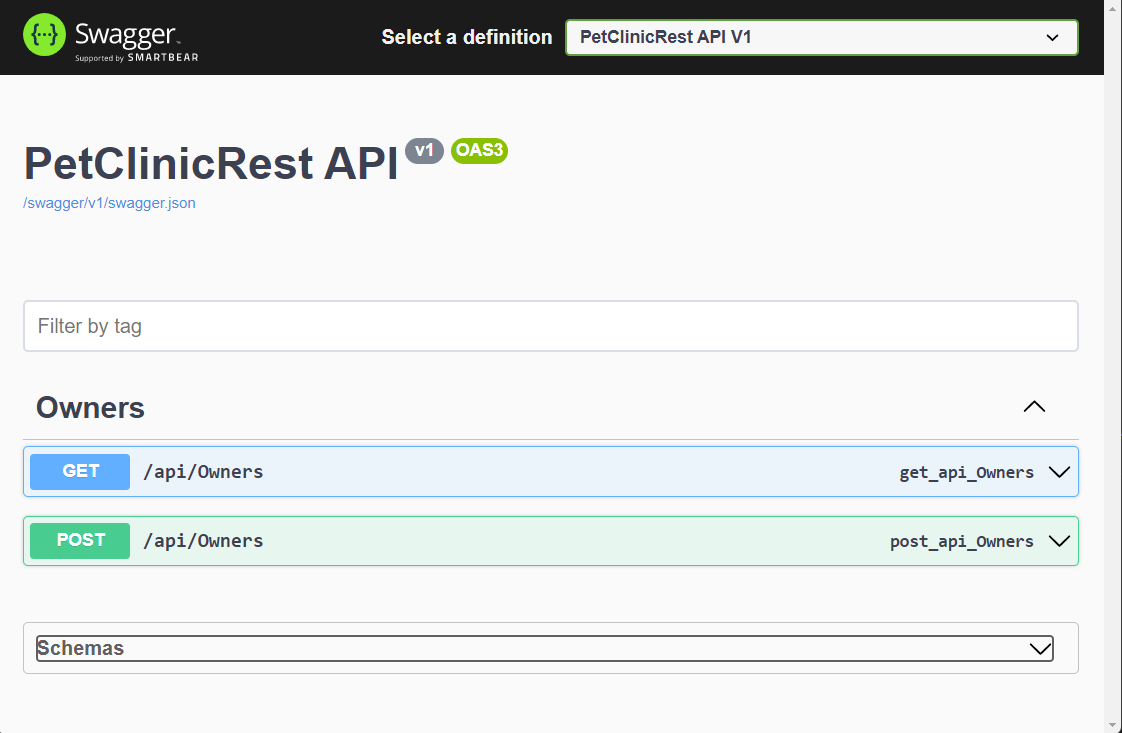 {···} Swagger™
Supported by SMARTBEAR
Select a definition
PetClinicRest API V1
PetClinicRest API v1 OAS3
/swagger/v1/swagger.json
Filter by tag
Owners
GET /api/Owners get_api_Owners
POST /api/Owners post_api_Owners
Schemas